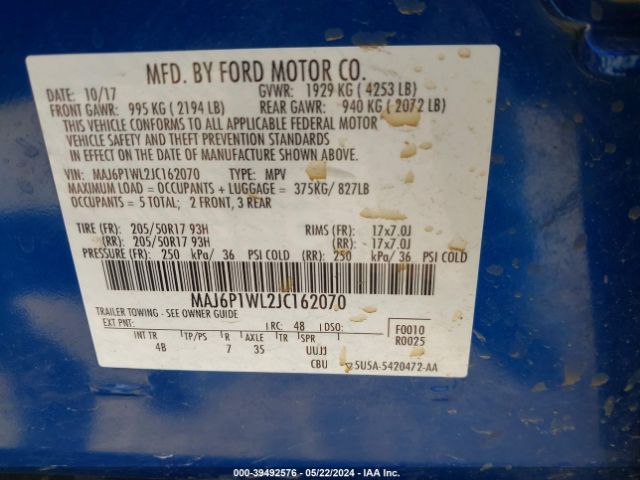 MFD. BY FORD MOTOR CO.
DATE: 10/17 GVWR: 1929 KG ( 4253 LB)
FRONT GAWR: 995 KG ( 2194 LB) REAR GAWR: 940 KG ( 2072 LB)
THIS VEHICLE CONFORMS TO ALL APPLICABLE FEDERAL MOTOR
VEHICLE SAFETY AND THEFT PREVENTION STANDARDS
IN EFFECT ON THE DATE OF MANUFACTURE SHOWN ABOVE.
VIN: MAJ6P1WL2JC162070 TYPE: MPV
MAXIMUM LOAD = OCCUPANTS + LUGGAGE = 375KG/ 827LB
OCCUPANTS = 5 TOTAL; 2 FRONT, 3 REAR
TIRE (FR): 205/50R17 93H RIMS (FR): 17x7.0J
(RR): 205/50R17 93H (RR): 17x7.0J
PRESSURE (FR): 250 kPa/ 36 PSI COLD (RR): 250 kPa/ 36 PSI COLD
MAJ6P1WL2JC162070
TRAILER TOWING - SEE OWNER GUIDE
EXT PNT: RC: 48 DSO: F0010
R0025
INT TR TP/PS R AXLE TR SPR
4B 7 35 UUJJ
CBU 5U5A-5420472-AA
000-39492576 - 05/22/2024 - IAA Inc.